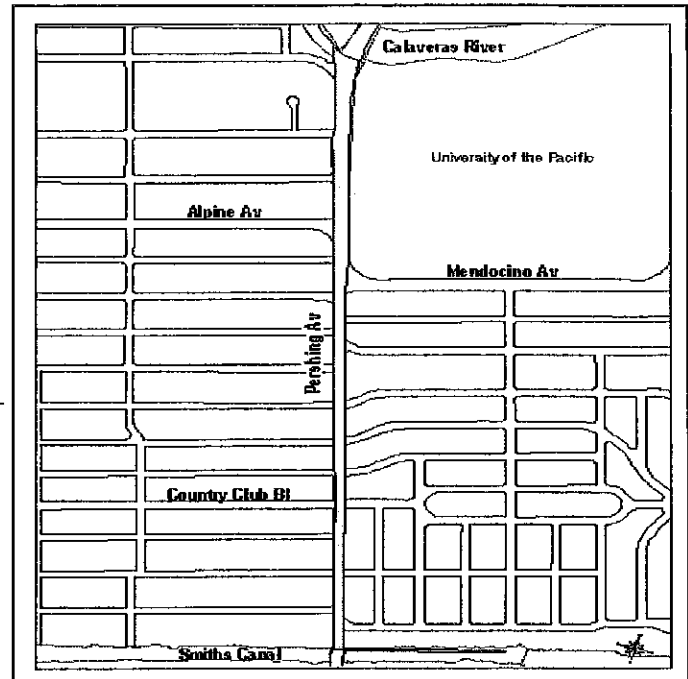 Calaveras River
University of the Pacific
Alpine Av
Mendocino Av
Pershing Av
Country Club Bl
Smiths Canal